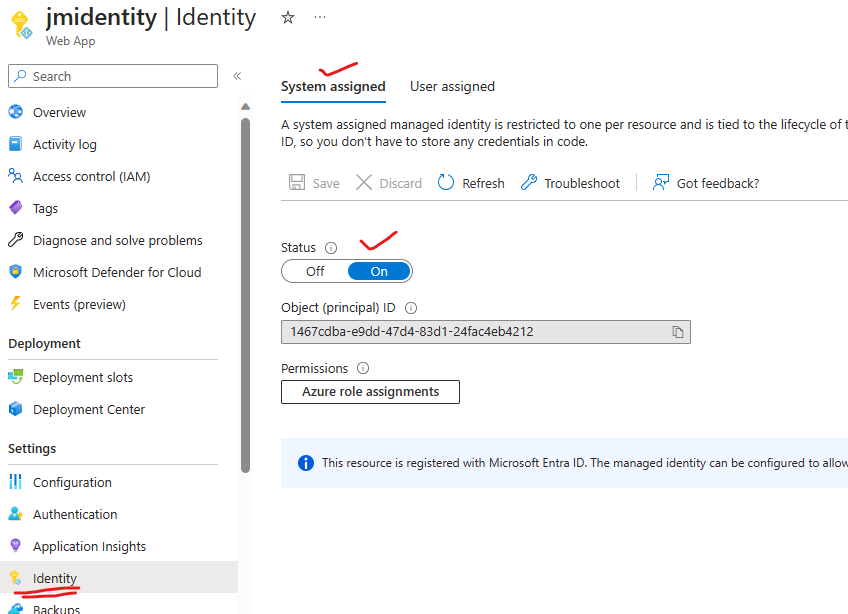 jmidentity | Identity
Web App
Search
Overview
Activity log
Access control (IAM)
Tags
Diagnose and solve problems
Microsoft Defender for Cloud
Events (preview)
Deployment
Deployment slots
Deployment Center
Settings
Configuration
Authentication
Application Insights
Identity
Backups
System assigned User assigned
A system assigned managed identity is restricted to one per resource and is tied to the lifecycle of
ID, so you don't have to store any credentials in code.
Save Discard Refresh Troubleshoot Got feedback?
Status
Off On
Object (principal) ID
1467cdba-e9dd-47d4-83d1-24fac4eb4212
Permissions
Azure role assignments
This resource is registered with Microsoft Entra ID. The managed identity can be configured to allow